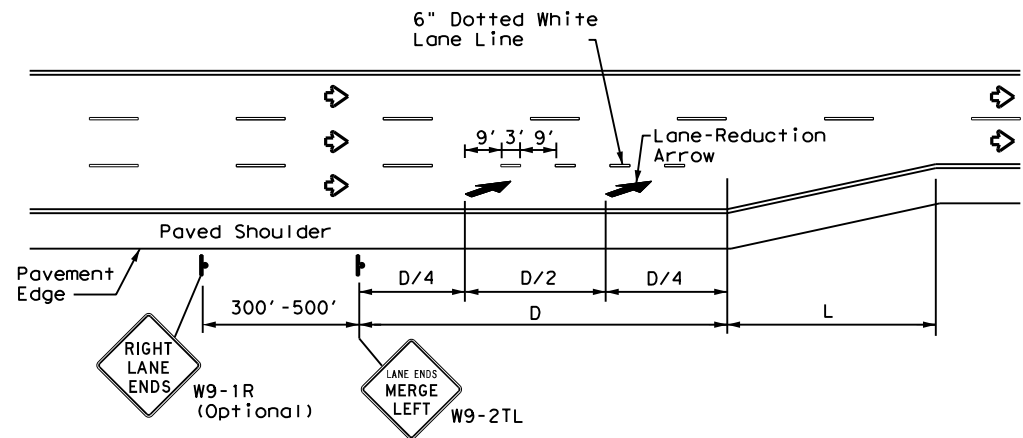 6" Dotted White
Lane Line
9' 3' 9'
Lane-Reduction
Arrow
Paved Shoulder
Pavement
Edge
D/4 D/2 D/4
300'-500' D L
RIGHT
LANE
ENDS
W9-1R
(Optional)
LANE ENDS
MERGE
LEFT
W9-2TL